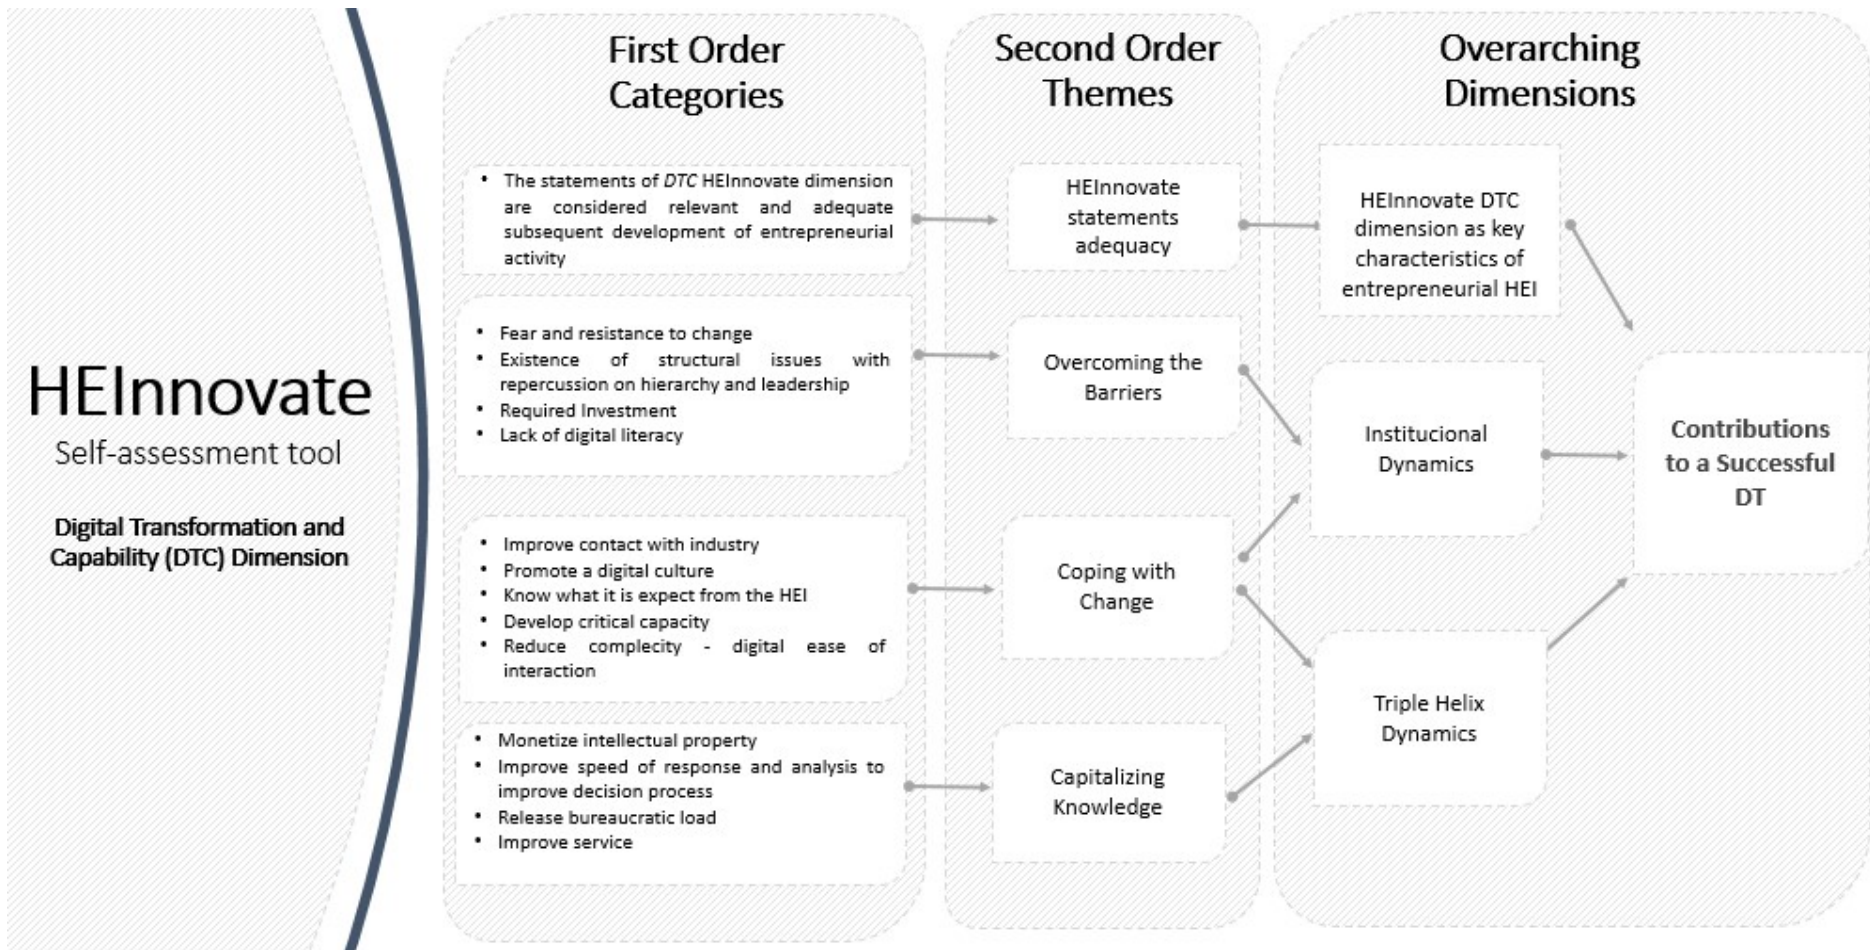 HEInnovate
Self-assessment tool
Digital Transformation and
Capability (DTC) Dimension
First Order
Categories
• The statements of DTC HEInnovate dimension
are considered relevant and adequate
subsequent development of entrepreneurial
activity
• Fear and resistance to change
• Existence of structural issues with
repercussion on hierarchy and leadership
• Required Investment
• Lack of digital literacy
• Improve contact with industry
• Promote a digital culture
• Know what it is expect from the HEI
• Develop critical capacity
• Reduce complecity - digital ease of
interaction
• Monetize intellectual property
• Improve speed of response and analysis to
improve decision process
• Release bureaucratic load
• Improve service
Second Order
Themes
HEInnovate
statements
adequacy
Overcoming the
Barriers
Coping with
Change
Capitalizing
Knowledge
Overarching
Dimensions
HEInnovate DTC
dimension as key
characteristics of
entrepreneurial HEI
Institucional
Dynamics
Triple Helix
Dynamics
Contributions
to a Successful
DT